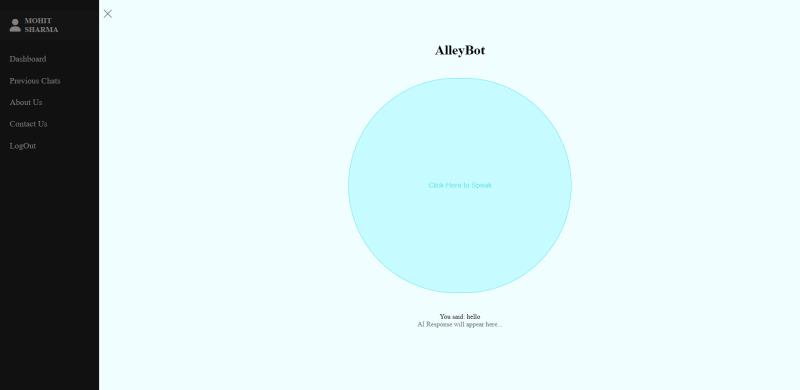 MOHIT
SHARMA
Dashboard
Previous Chats
About Us
Contact Us
LogOut
AlleyBot
Click Here to Speak
You said: hello
AI Response will appear here...